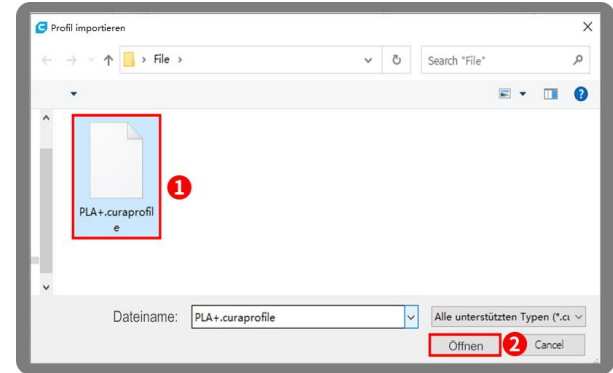 Profil importieren
File
Search "File"
1
PLA+.curaprofil
e
Dateiname: PLA+.curaprofile
Alle unterstützten Typen (*.cu
Öffnen 2 Cancel